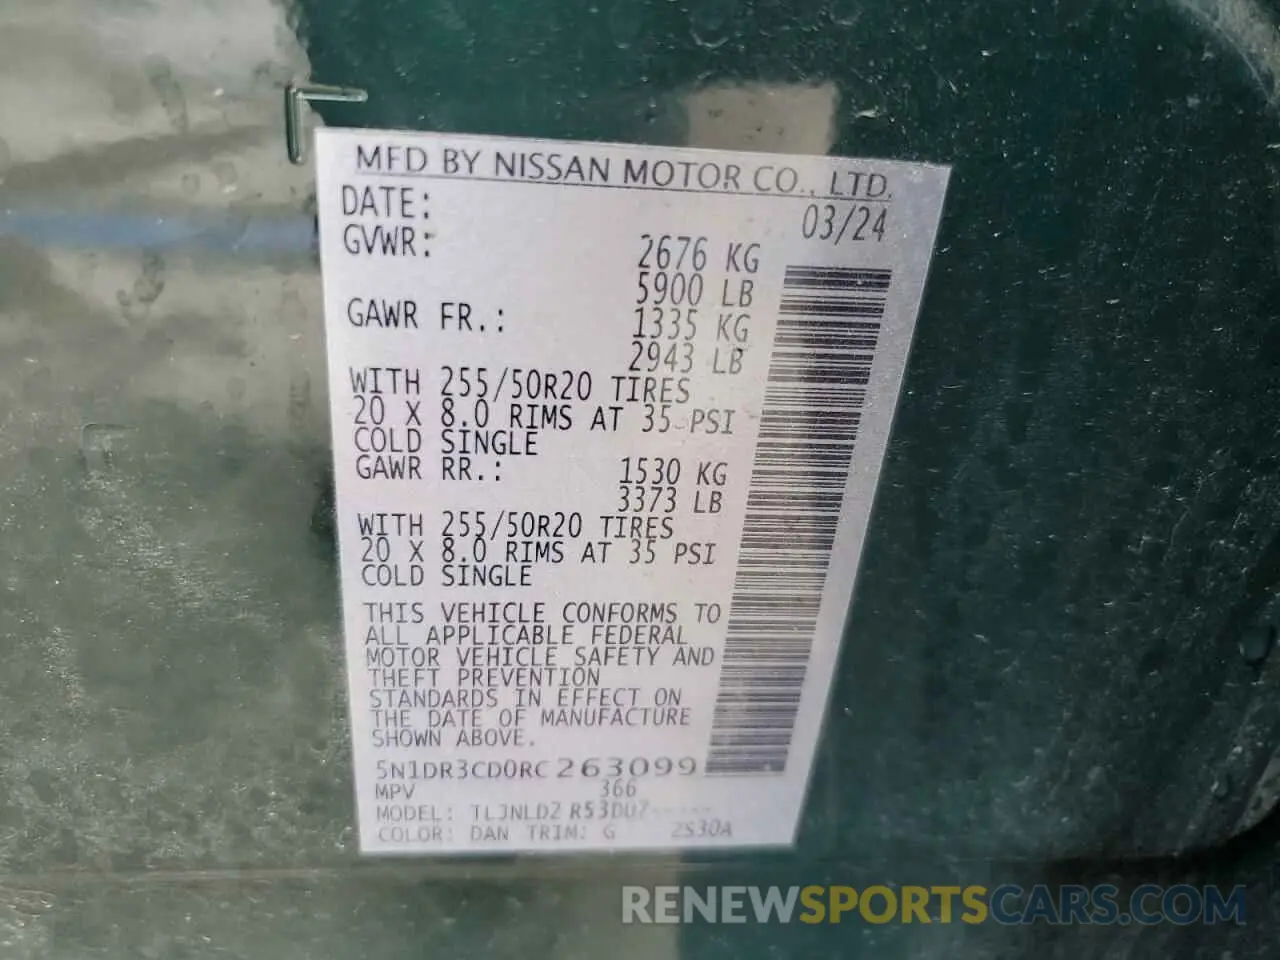 MFD BY NISSAN MOTOR CO., LTD.
DATE: 03/24
GVWR: 2676 KG
5900 LB
GAWR FR.: 1335 KG
2943 LB
WITH 255/50R20 TIRES
20 X 8.0 RIMS AT 35 PSI
COLD SINGLE
GAWR RR.: 1530 KG
3373 LB
WITH 255/50R20 TIRES
20 X 8.0 RIMS AT 35 PSI
COLD SINGLE
THIS VEHICLE CONFORMS TO
ALL APPLICABLE FEDERAL
MOTOR VEHICLE SAFETY AND
THEFT PREVENTION
STANDARDS IN EFFECT ON
THE DATE OF MANUFACTURE
SHOWN ABOVE.
5N1DR3CD0RC263099
MPV 366
MODEL: TLJNLDZ R53DUZ-----
COLOR: DAN TRIM: G 2S30A
RENEWSPORTSCARS.COM